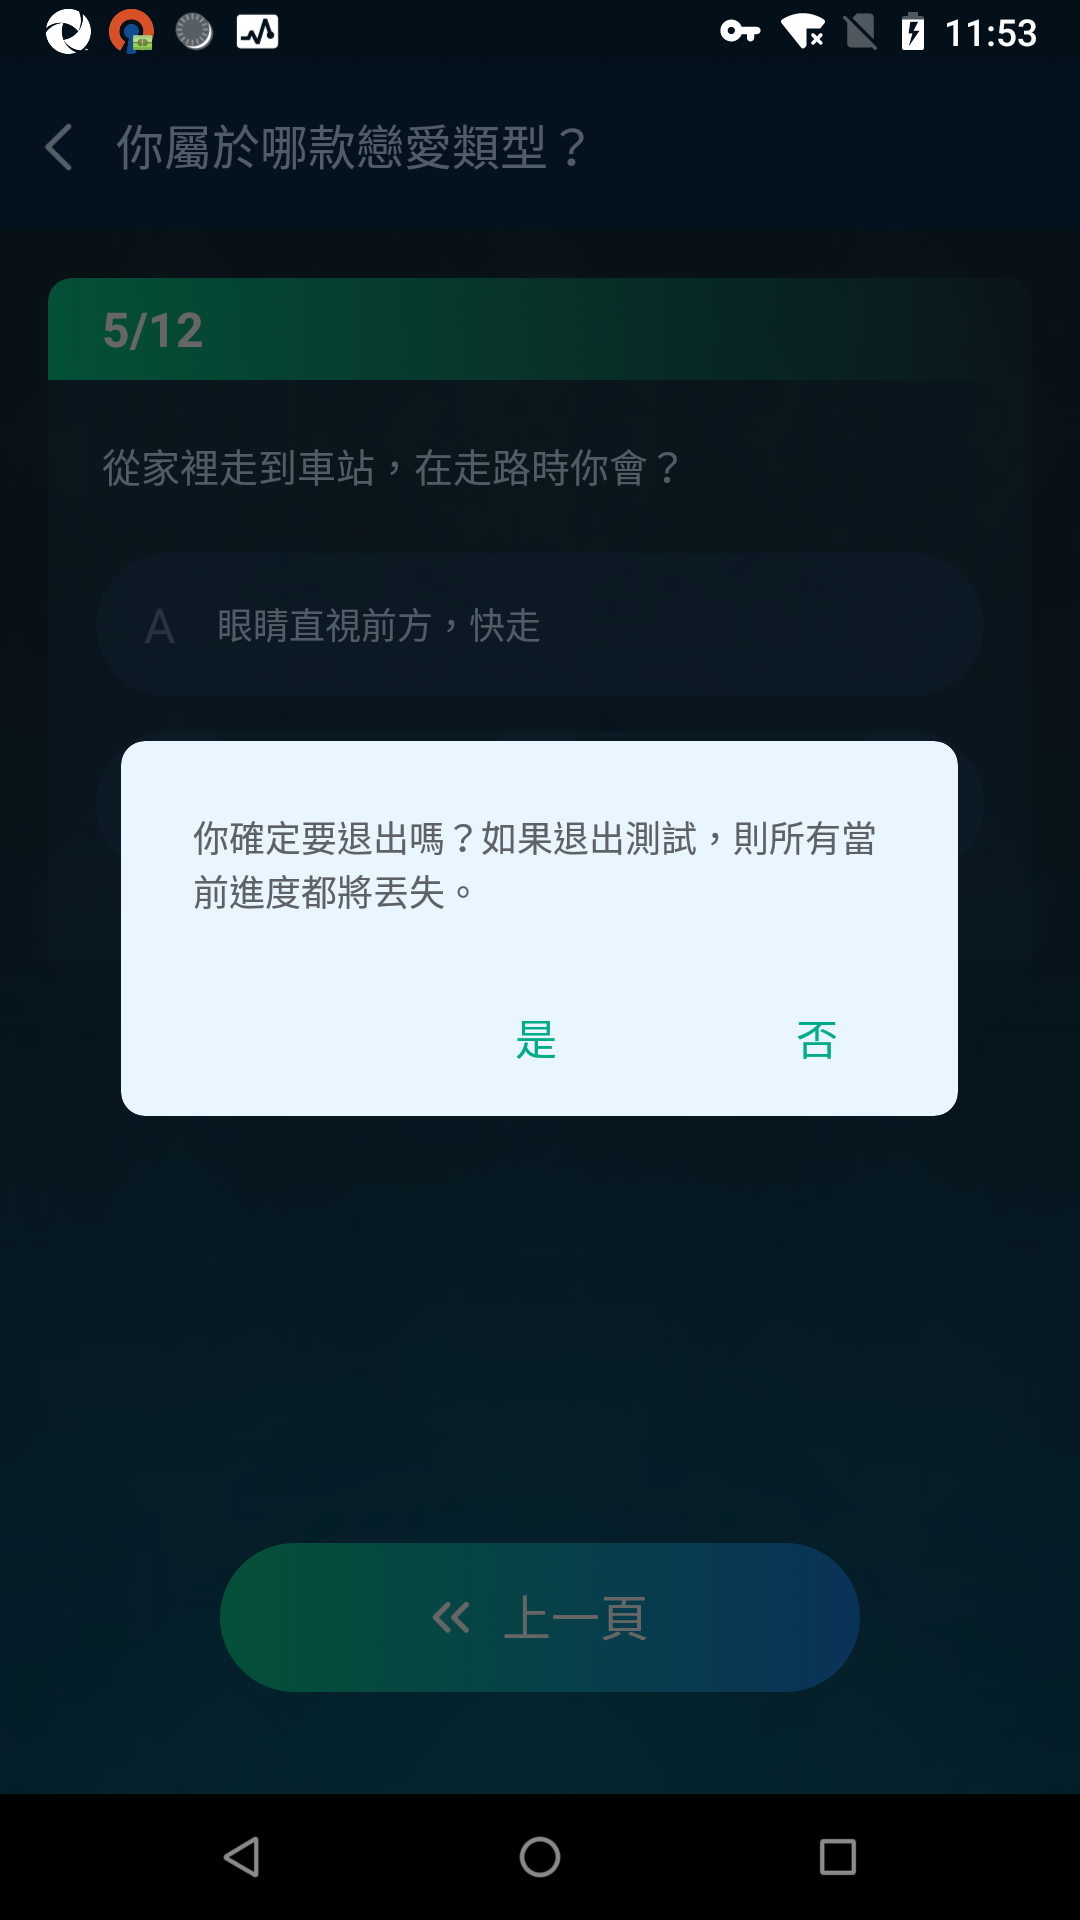 11:53
你屬於哪款戀愛類型？
5/12
從家裡走到車站，在走路時你會？
A 眼睛直視前方，快走
你確定要退出嗎？如果退出測試，則所有當
前進度都將丟失。
是 否
上一頁